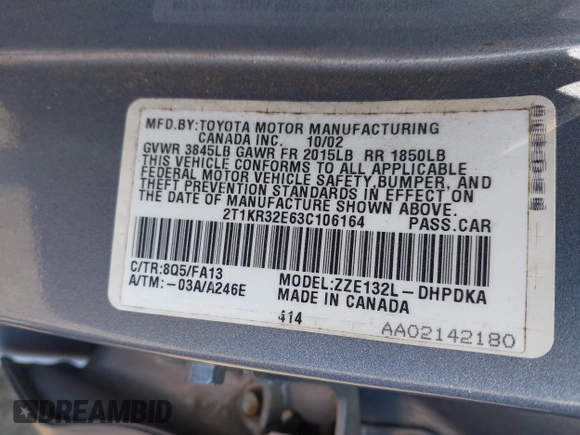 MFD.BY:TOYOTA MOTOR MANUFACTURING
CANADA INC. 10/02
GVWR 3845LB GAWR FR 2015LB RR 1850LB
THIS VEHICLE CONFORMS TO ALL APPLICABLE
FEDERAL MOTOR VEHICLE SAFETY,BUMPER, AND
THEFT PREVENTION STANDARDS IN EFFECT ON
THE DATE OF MANUFACTURE SHOWN ABOVE.
2T1KR32E63C106164 PASS.CAR
C/TR:8Q5/FA13 MODEL:ZZE132L-DHPDKA
A/TM:-03A/A246E MADE IN CANADA
414
AA02142180
DREAMBID